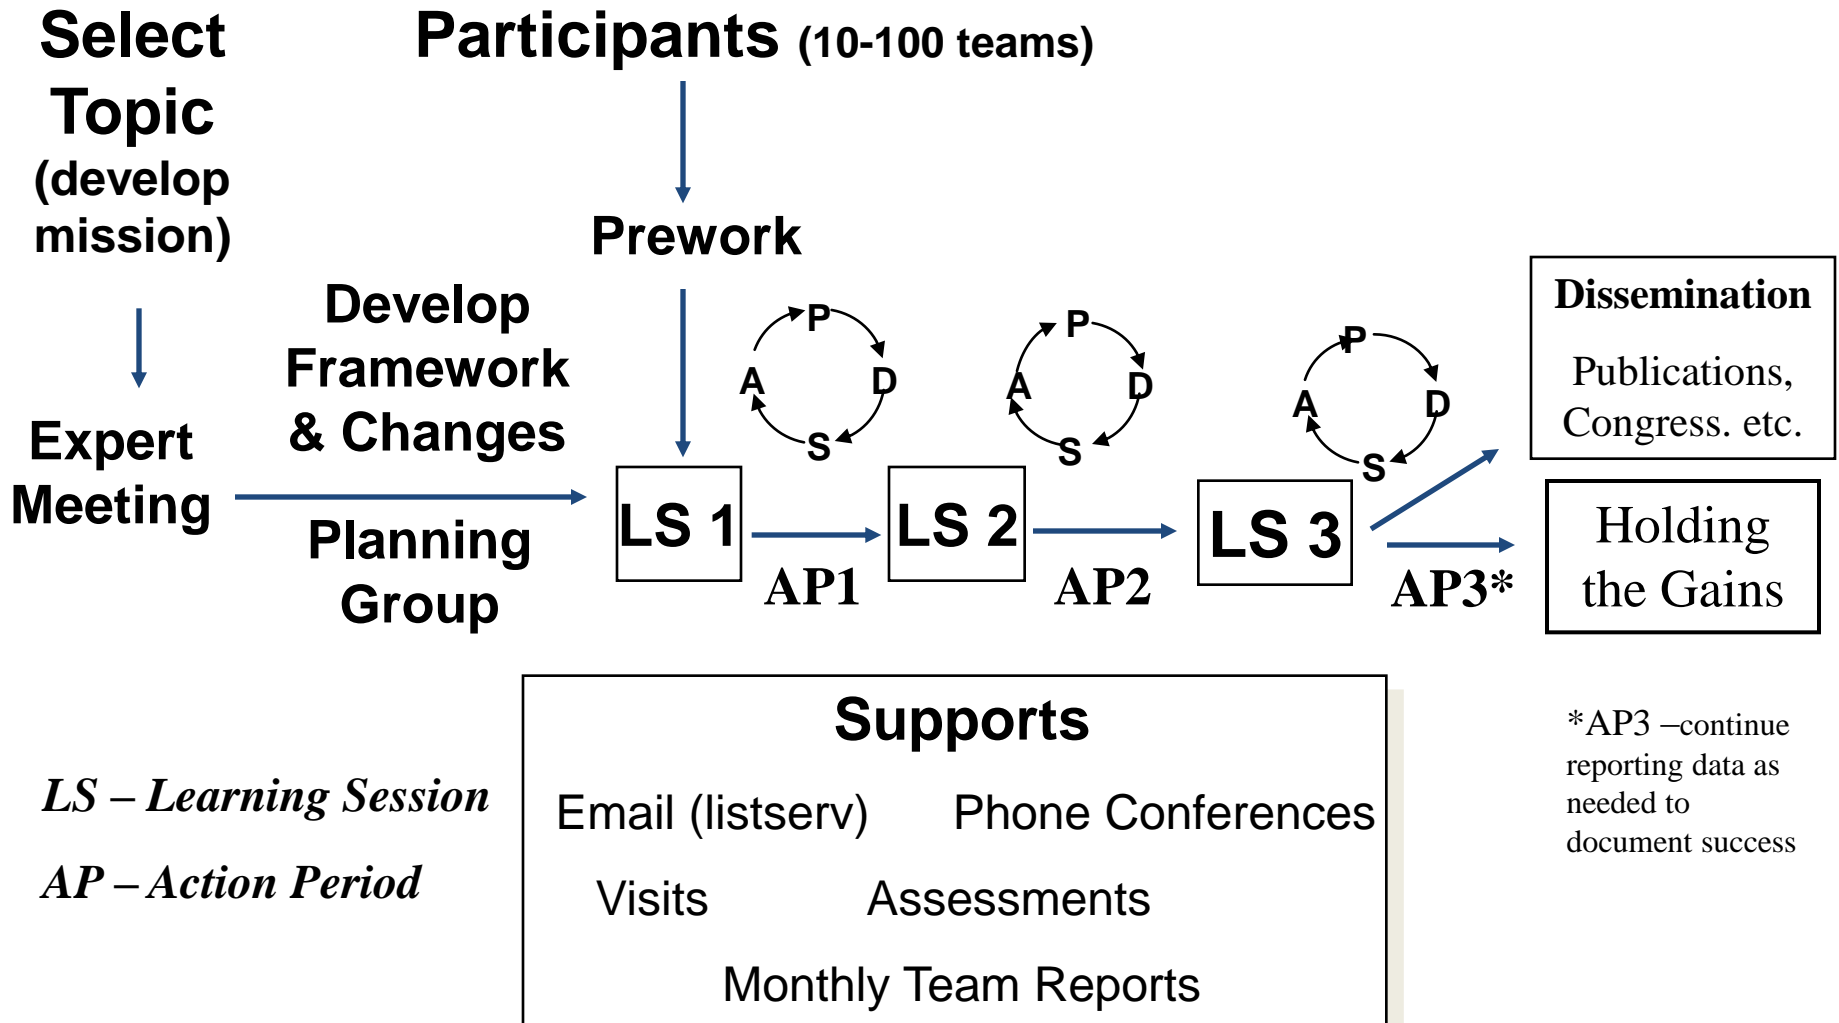 Select
Topic
(develop
mission)
Participants (10-100 teams)
Prework
Develop
Framework
& Changes
Expert
Meeting
Planning
Group
P
A
D
S
P
A
D
S
P
A
D
S
LS 1
LS 2
LS 3
AP1
AP2
AP3*
Dissemination
Publications,
Congress. etc.
Holding
the Gains
Supports
Email (listserv)
Phone Conferences
Visits
Assessments
Monthly Team Reports
LS – Learning Session
AP – Action Period
*AP3 –continue
reporting data as
needed to
document success